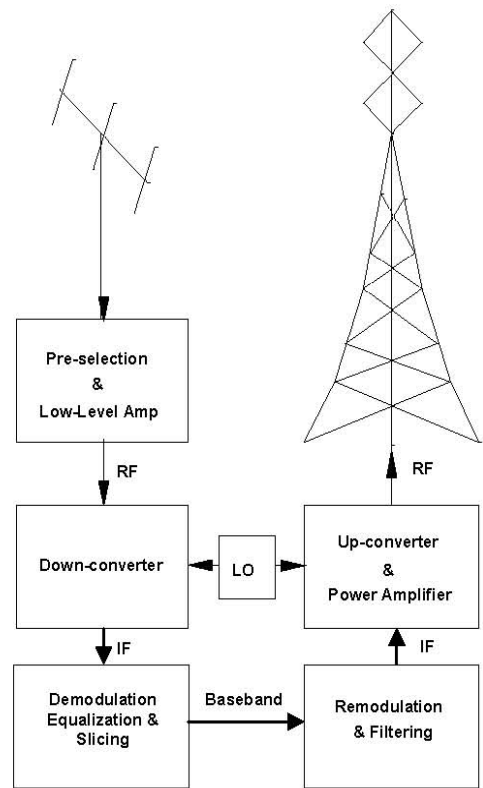 Pre-selection
&
Low-Level Amp
RF
Down-converter
IF
Demodulation
Equalization &
Slicing
Baseband
LO
RF
Up-converter
&
Power Amplifier
IF
Remodulation
& Filtering